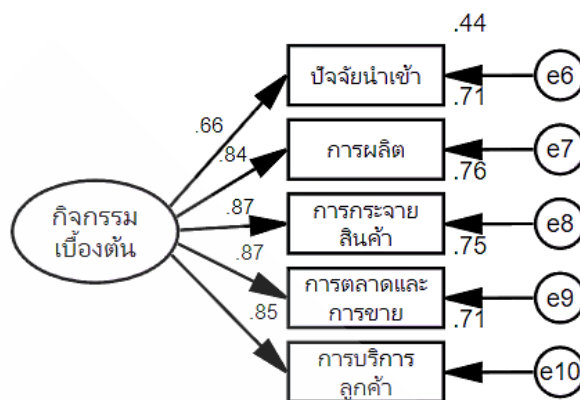 .44
ปัจจัยนำเข้า
e6
.66
.71
การผลิต
e7
.84
.76
กิจกรรม
เบื้องต้น
.87
การกระจาย
สินค้า
e8
.75
.87
การตลาดและ
การขาย
e9
.71
.85
การบริการ
ลูกค้า
e10